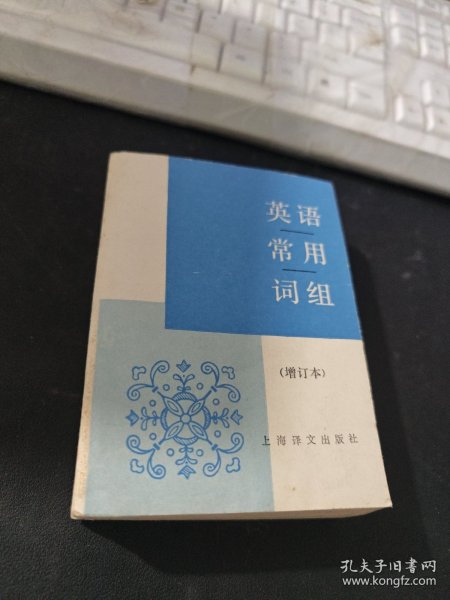 英语
常用
词组
(增订本)
上海译文出版社
孔夫子旧书网
www.kongfz.com